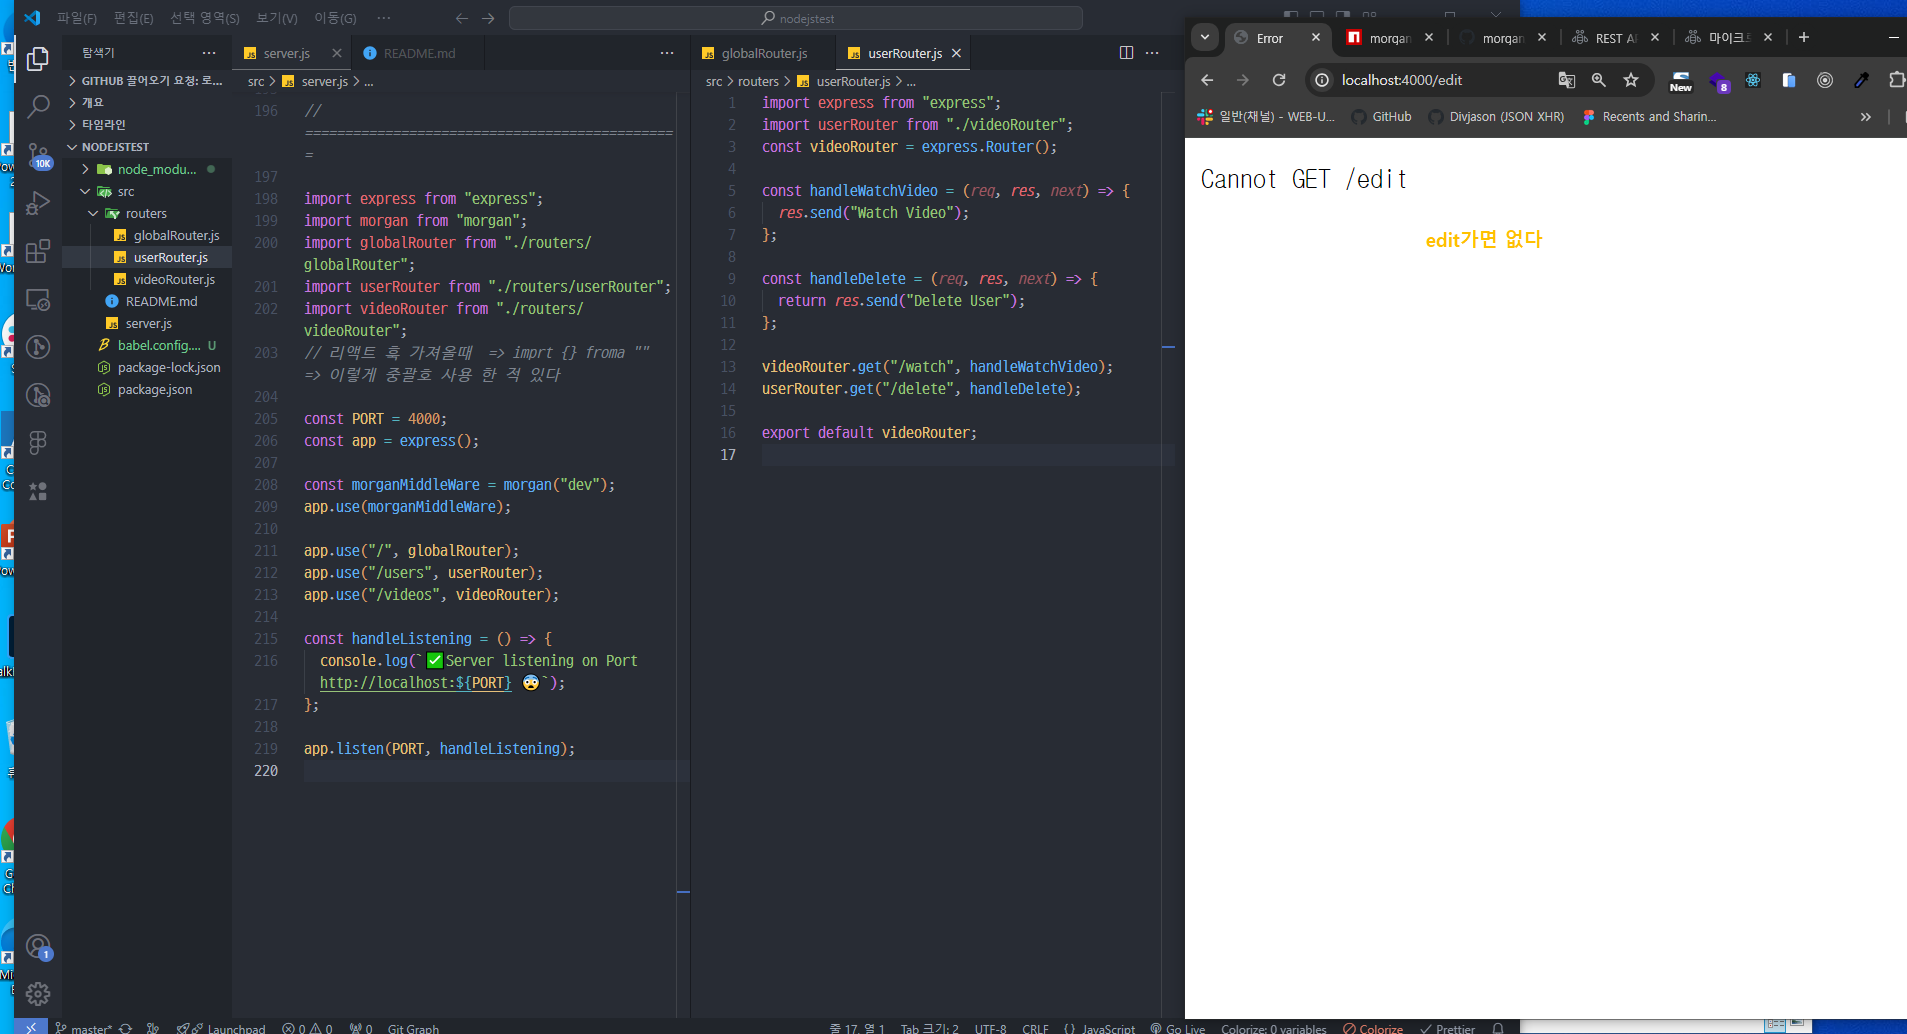 파일(F) 편집(E) 선택 영역(S) 보기(V) 이동(G) ··· nodejstest
탐색기 ···
GITHUB 끌어오기 요청: 로...
개요
타임라인
NODEJSTEST
node_modu...
src
routers
globalRouter.js
userRouter.js
videoRouter.js
README.md
server.js
babel.config.... U
package-lock.json
package.json
10K
1
server.js README.md ···
src > server.js > ...
196 //
==============================================
=
197
198 import express from "express";
199 import morgan from "morgan";
200 import globalRouter from "./routers/
globalRouter";
201 import userRouter from "./routers/userRouter";
202 import videoRouter from "./routers/
videoRouter";
203 // 리액트 훅 가져올때  => imprt {} froma ""
=> 이렇게 중괄호 사용 한 적 있다
204
205 const PORT = 4000;
206 const app = express();
207
208 const morganMiddleWare = morgan("dev");
209 app.use(morganMiddleWare);
210
211 app.use("/", globalRouter);
212 app.use("/users", userRouter);
213 app.use("/videos", videoRouter);
214
215 const handleListening = () => {
216 console.log(`✅Server listening on Port
http://localhost:${PORT} 😨`);
217 };
218
219 app.listen(PORT, handleListening);
220
globalRouter.js userRouter.js ···
src > routers > userRouter.js > ...
1 import express from "express";
2 import userRouter from "./videoRouter";
3 const videoRouter = express.Router();
4
5 const handleWatchVideo = (req, res, next) => {
6 res.send("Watch Video");
7 };
8
9 const handleDelete = (req, res, next) => {
10 return res.send("Delete User");
11 };
12
13 videoRouter.get("/watch", handleWatchVideo);
14 userRouter.get("/delete", handleDelete);
15
16 export default videoRouter;
17
Error morgan morgan REST A 마이크
localhost:4000/edit New 8
일반(채널) - WEB-U... GitHub Divjason (JSON XHR) Recents and Sharin... »
Cannot GET /edit
edit가면 없다
master* Launchpad 0 0 0 Git Graph 줄 17, 열 1 Tab 크기: 2 UTF-8 CRLF {} JavaScript Go Live Colorize: 0 variables Colorize Prettier